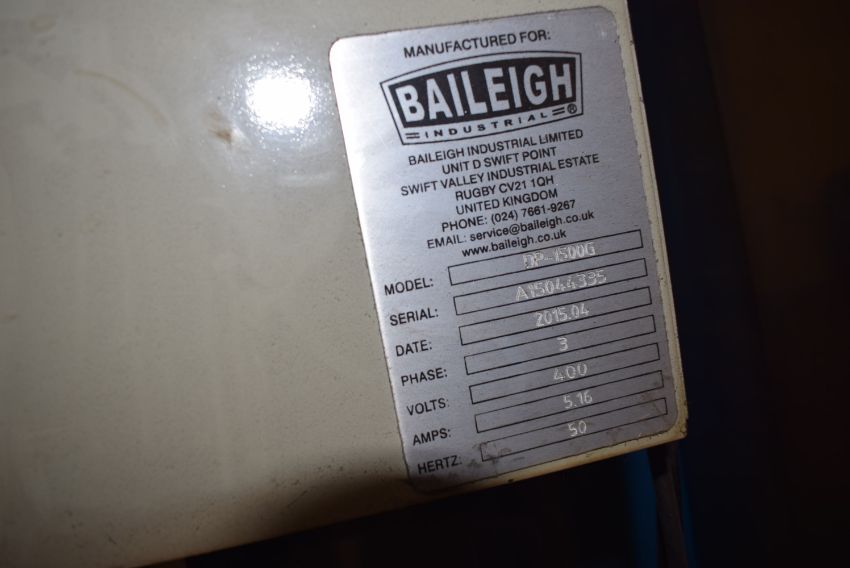 MANUFACTURED FOR:
BAILEIGH®
INDUSTRIAL
BAILEIGH INDUSTRIAL LIMITED
UNIT D SWIFT POINT
SWIFT VALLEY INDUSTRIAL ESTATE
RUGBY CV21 1QH
UNITED KINGDOM
PHONE: (024) 7661-9267
EMAIL: service@baileigh.co.uk
www.baileigh.co.uk
MODEL: DP-1500G
SERIAL: A15044335
DATE: 2015.04
PHASE: 3
VOLTS: 400
AMPS: 5.16
HERTZ: 50